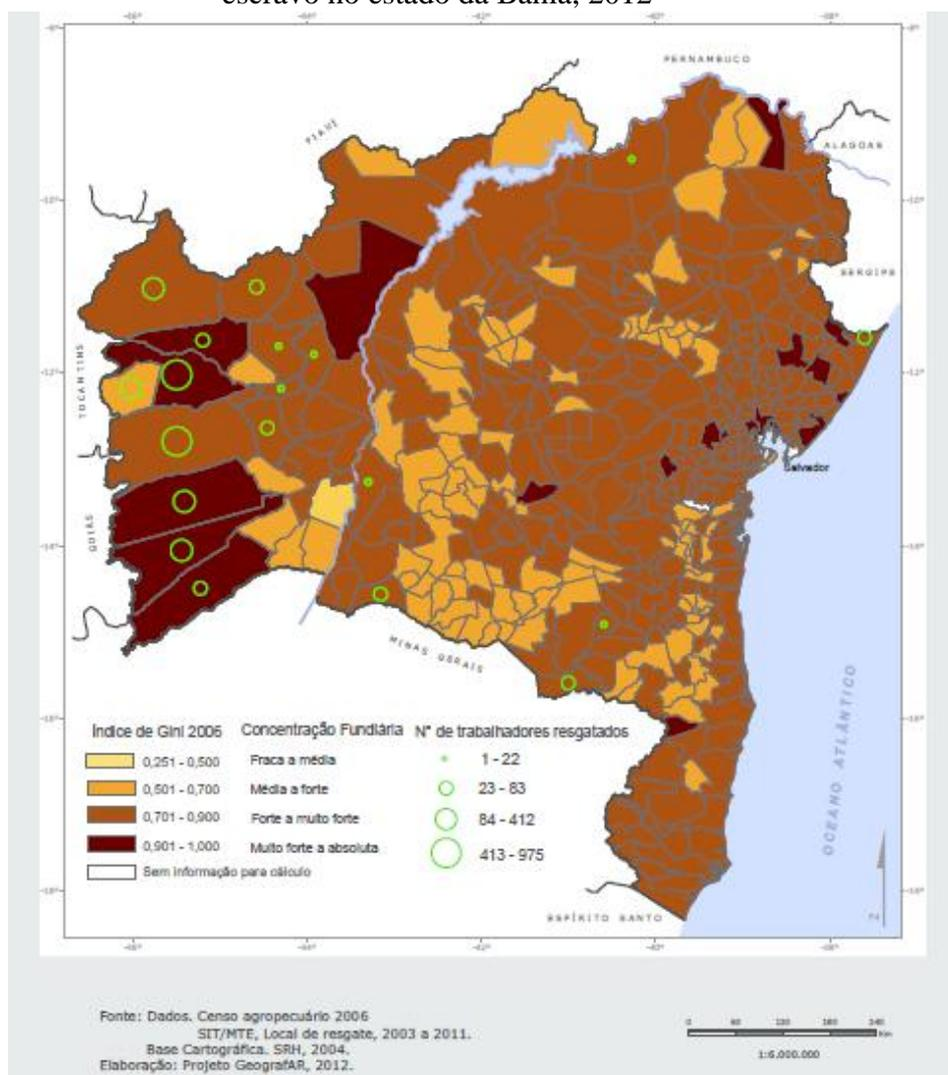 escravo no estado da Bahia, 2012
PERNAMBUCO
PIAUÍ
ALAGOAS
SERGIPE
TOCANTINS
Salvador
GOIÁS
MINAS GERAIS
OCEANO ATLÂNTICO
ESPÍRITO SANTO
Índice de Gini 2006
Concentração Fundiária
N° de trabalhadores resgatados
0,251 - 0,500
Fraca a média
1 - 22
0,501 - 0,700
Média a forte
23 - 83
0,701 - 0,900
Forte a muito forte
84 - 412
0,901 - 1,000
Muito forte a absoluta
413 - 975
Sem informação para cálculo
Fonte: Dados. Censo agropecuário 2006
SIT/MTE, Local de resgate, 2003 a 2011.
Base Cartográfica. SRH, 2004.
Elaboração: Projeto GeografAR, 2012.
1:6.000.000